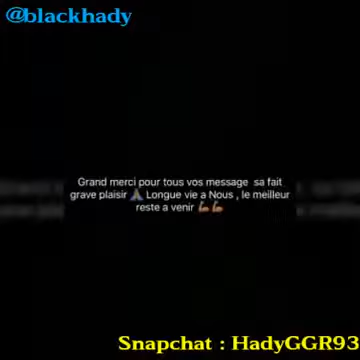 @blackhady
Grand merci pour tous vos message sa fait
grave plaisir 🙏🏽 Longue vie a Nous , le meilleur
reste a venir 💪🏽💪🏽
Snapchat : HadyGGR93